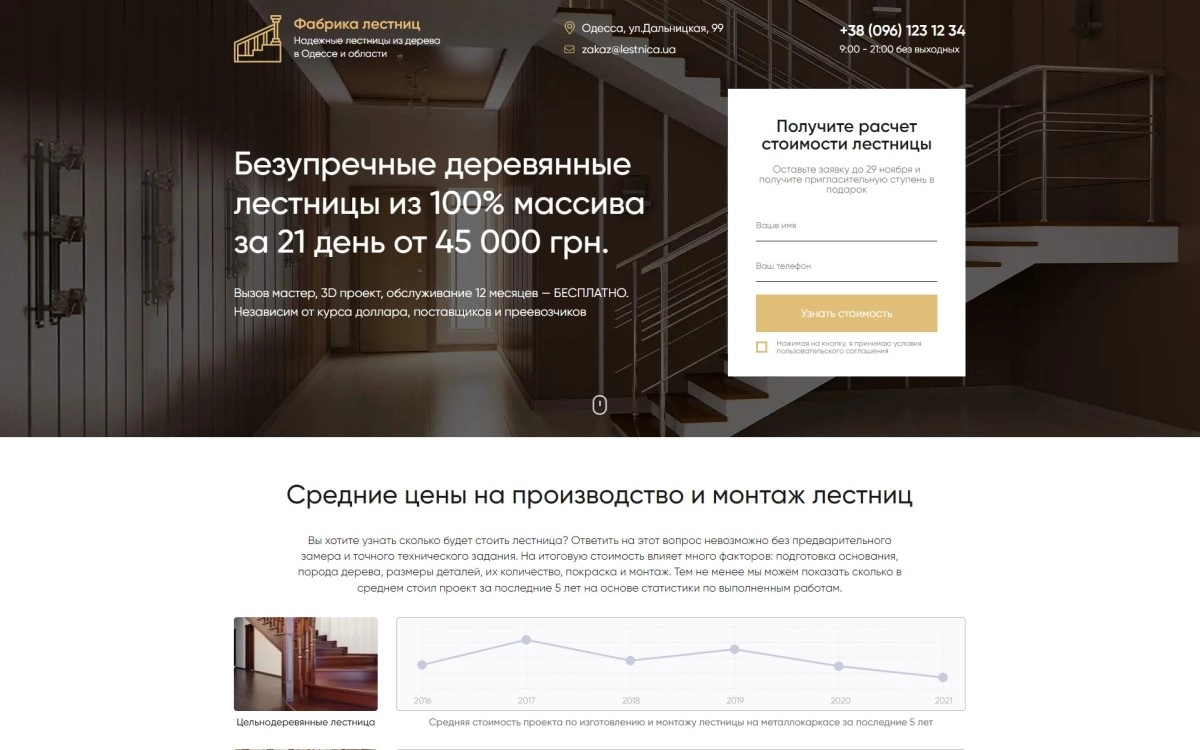 Фабрика лестниц
Надежные лестницы из дерева
в Одессе и области
Одесса, ул.Дальницкая, 99
zakaz@lestnica.ua
+38 (096) 123 12 34
9:00 - 21:00 без выходных
Безупречные деревянные
лестницы из 100% массива
за 21 день от 45 000 грн.
Вызов мастер, 3D проект, обслуживание 12 месяцев — БЕСПЛАТНО.
Независим от курса доллара, поставщиков и преевозчиков
Получите расчет
стоимости лестницы
Оставьте заявку до 29 ноября и
получите пригласительную ступень в
подарок
Ваше имя
Ваш телефон
Узнать стоимость
Нажимая на кнопку, я принимаю условия
пользовательского соглашения
Средние цены на производство и монтаж лестниц
Вы хотите узнать сколько будет стоить лестница? Ответить на этот вопрос невозможно без предварительного
замера и точного технического задания. На итоговую стоимость влияет много факторов: подготовка основания,
порода дерева, размеры деталей, их количество, покраска и монтаж. Тем не менее мы можем показать сколько в
среднем стоил проект за последние 5 лет на основе статистики по выполненным работам.
2016 2017 2018 2019 2020 2021
Цельнодеревянные лестница
Средняя стоимость проекта по изготовлению и монтажу лестницы на металлокаркасе за последние 5 лет